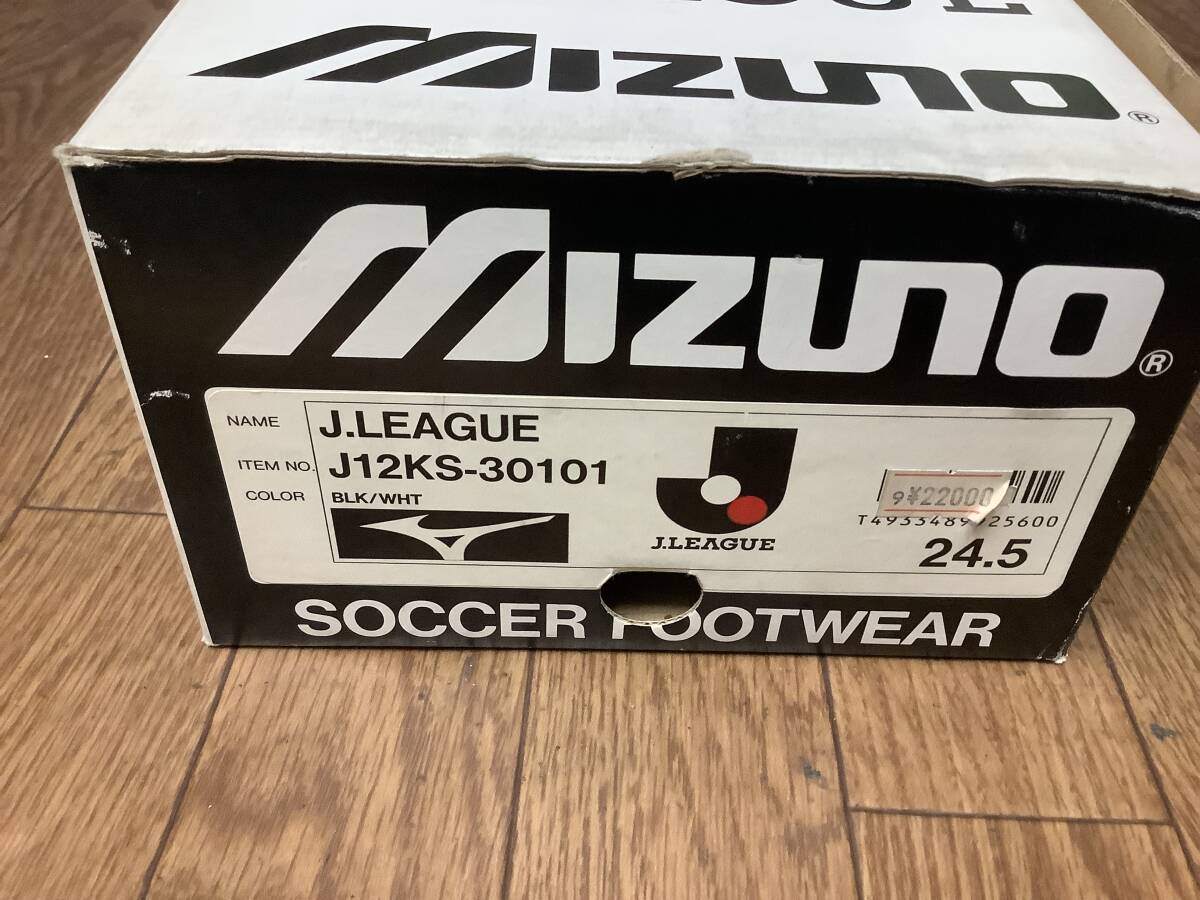 MIZUNO®
MIZUNO®
NAME J.LEAGUE
ITEM NO. J12KS-30101
COLOR BLK/WHT
J.LEAGUE
9¥22000
24.5
SOCCER FOOTWEAR